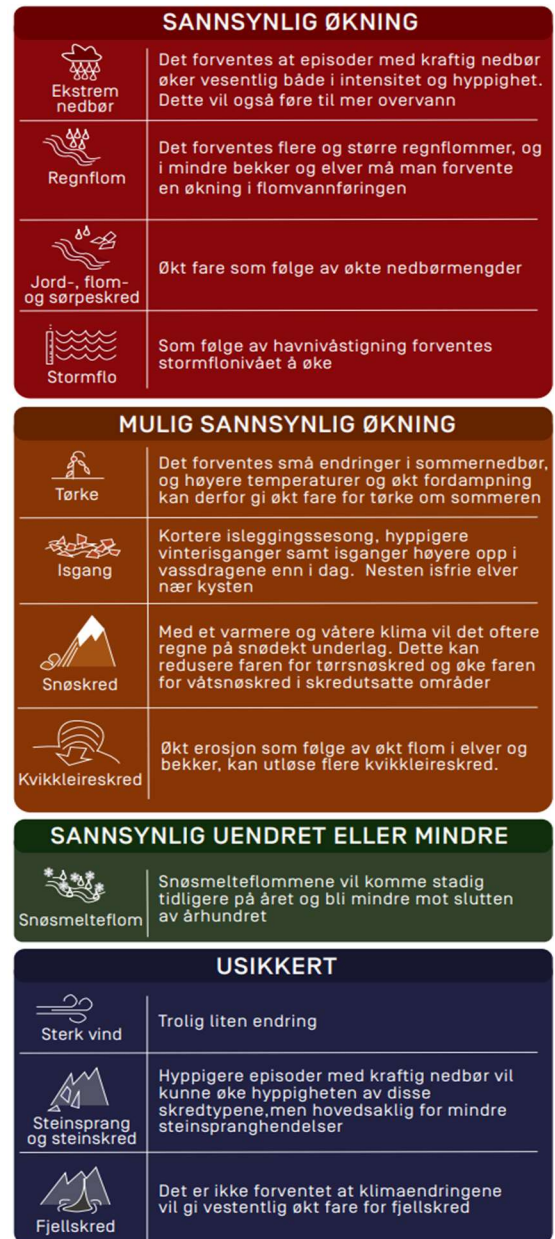 SANNSYNLIG ØKNING
Ekstrem
nedbør
Det forventes at episoder med kraftig nedbør
øker vesentlig både i intensitet og hyppighet.
Dette vil også føre til mer overvann
Regnflom
Det forventes flere og større regnflommer, og
i mindre bekker og elver må man forvente
en økning i flomvannføringen
Jord-, flom-
og sørpeskred
Økt fare som følge av økte nedbørmengder
Stormflo
Som følge av havnivåstigning forventes
stormflonivået å øke
MULIG SANNSYNLIG ØKNING
Tørke
Det forventes små endringer i sommernedbør,
og høyere temperaturer og økt fordampning
kan derfor gi økt fare for tørke om sommeren
Isgang
Kortere isleggingssesong, hyppigere
vinterisganger samt isganger høyere opp i
vassdragene enn i dag. Nesten isfrie elver
nær kysten
Snøskred
Med et varmere og våtere klima vil det oftere
regne på snødekt underlag. Dette kan
redusere faren for tørrsnøskred og øke faren
for våtsnøskred i skredutsatte områder
Kvikkleireskred
Økt erosjon som følge av økt flom i elver og
bekker, kan utløse flere kvikkleireskred.
SANNSYNLIG UENDRET ELLER MINDRE
Snøsmelteflom
Snøsmelteflommene vil komme stadig
tidligere på året og bli mindre mot slutten
av århundret
USIKKERT
Sterk vind
Trolig liten endring
Steinsprang
og steinskred
Hyppigere episoder med kraftig nedbør vil
kunne øke hyppigheten av disse
skredtypene,men hovedsaklig for mindre
steinspranghendelser
Fjellskred
Det er ikke forventet at klimaendringene
vil gi vestentlig økt fare for fjellskred